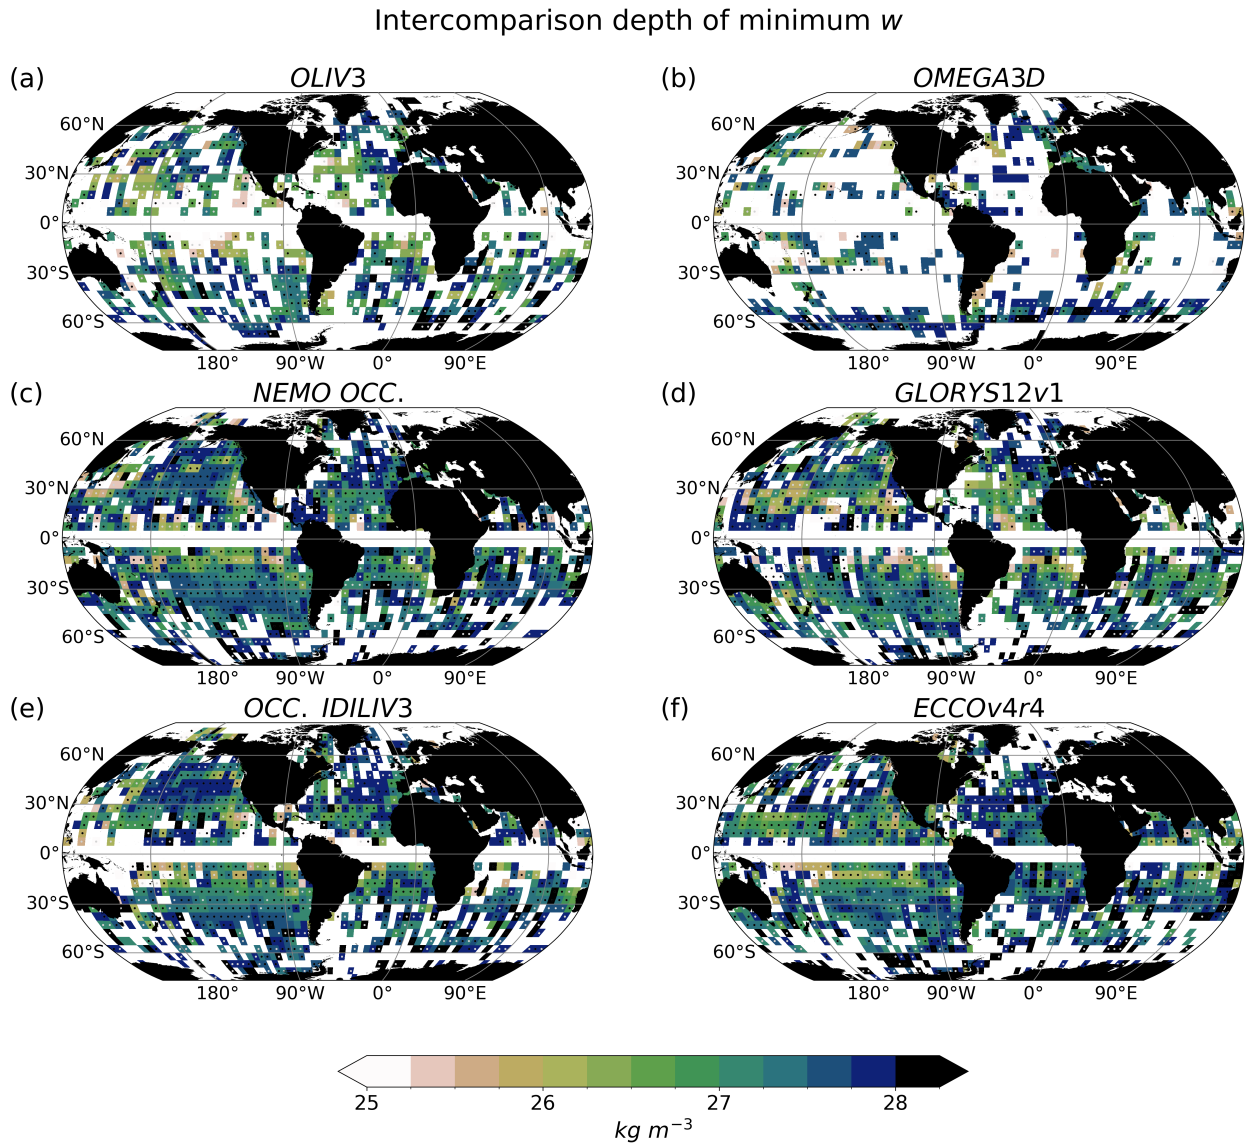 Intercomparison depth of minimum w
(a) OLIV3
60°N
30°N
0°
30°S
60°S
180° 90°W 0° 90°E
(b) OMEGA3D
60°N
30°N
0°
30°S
60°S
180° 90°W 0° 90°E
(c) NEMO OCC.
60°N
30°N
0°
30°S
60°S
180° 90°W 0° 90°E
(d) GLORYS12v1
60°N
30°N
0°
30°S
60°S
180° 90°W 0° 90°E
(e) OCC. IDILIV3
60°N
30°N
0°
30°S
60°S
180° 90°W 0° 90°E
(f) ECCOv4r4
60°N
30°N
0°
30°S
60°S
180° 90°W 0° 90°E
25 26 27 28
kg m⁻³